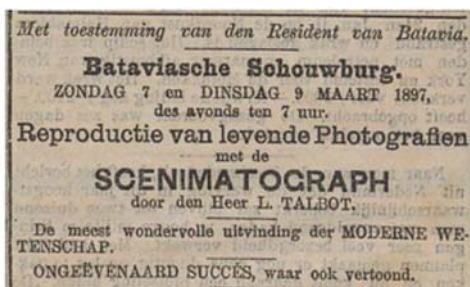 Met toestemming van den Resident van Batavia.
Bataviasche Schouwburg.
ZONDAG 7 en DINSDAG 9 MAART 1897,
des avonds ten 7 uur.
Reproductie van levende Photografien
met de
SCENIMATOGRAPH
door den Heer L. TALBOT.
De meest wondervolle uitvinding der MODERNE WE-
TENSCHAP.
ONGEËVENAARD SUCCÈS, waar ook vertoond.